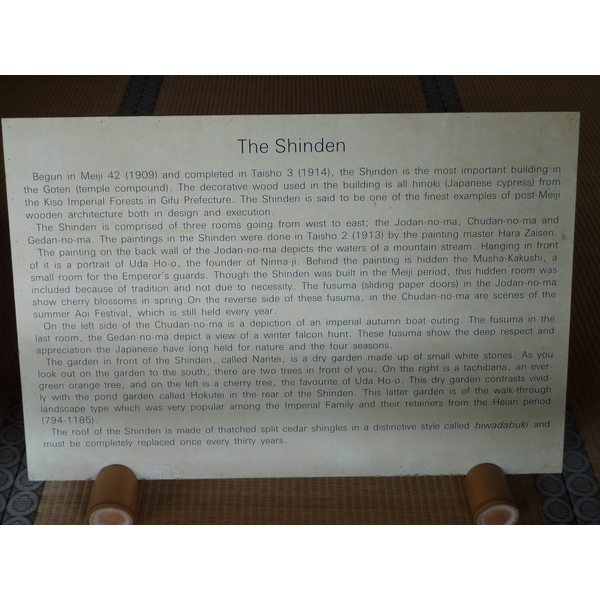 The Shinden
Begun in Meiji 42 (1909) and completed in Taisho 3 (1914), the Shinden is the most important building in
the Goten (temple compound). The decorative wood used in the building is all hinoki (Japanese cypress) from
the Kiso Imperial Forests in Gifu Prefecture. The Shinden is said to be one of the finest examples of post-Meiji
wooden architecture both in design and execution.
The Shinden is comprised of three rooms going from west to east; the Jodan-no-ma, Chudan-no-ma and
Gedan-no-ma. The paintings in the Shinden were done in Taisho 2 (1913) by the painting master Hara Zaisen.
The painting on the back wall of the Jodan-no-ma depicts the waters of a mountain stream. Hanging in front
of it is a portrait of Uda Ho-o, the founder of Ninna-ji. Behind the painting is hidden the Musha-Kakushi, a
small room for the Emperor's guards. Though the Shinden was built in the Meiji period, this hidden room was
included because of tradition and not due to necessity. The fusuma (sliding paper doors) in the Jodan-no-ma
show cherry blossoms in spring.On the reverse side of these fusuma, in the Chudan-no-ma are scenes of the
summer Aoi Festival, which is still held every year.
On the left side of the Chudan-no-ma is a depiction of an imperial autumn boat outing. The fusuma in the
last room, the Gedan-no-ma depict a view of a winter falcon hunt. These fusuma show the deep respect and
appreciation the Japanese have long held for nature and the four seasons.
The garden in front of the Shinden, called Nantei, is a dry garden made up of small white stones. As you
look out on the garden to the south, there are two trees in front of you. On the right is a tachibana, an ever-
green orange tree, and on the left is a cherry tree, the favourite of Uda Ho-o. This dry garden contrasts vivid-
ly with the pond garden called Hokutei in the rear of the Shinden. This latter garden is of the walk-through
landscape type which was very popular among the Imperial Family and their retainers from the Heian period
(794-1185).
The roof of the Shinden is made of thatched split cedar shingles in a distinctive style called hiwadabuki and
must be completely replaced once every thirty years.